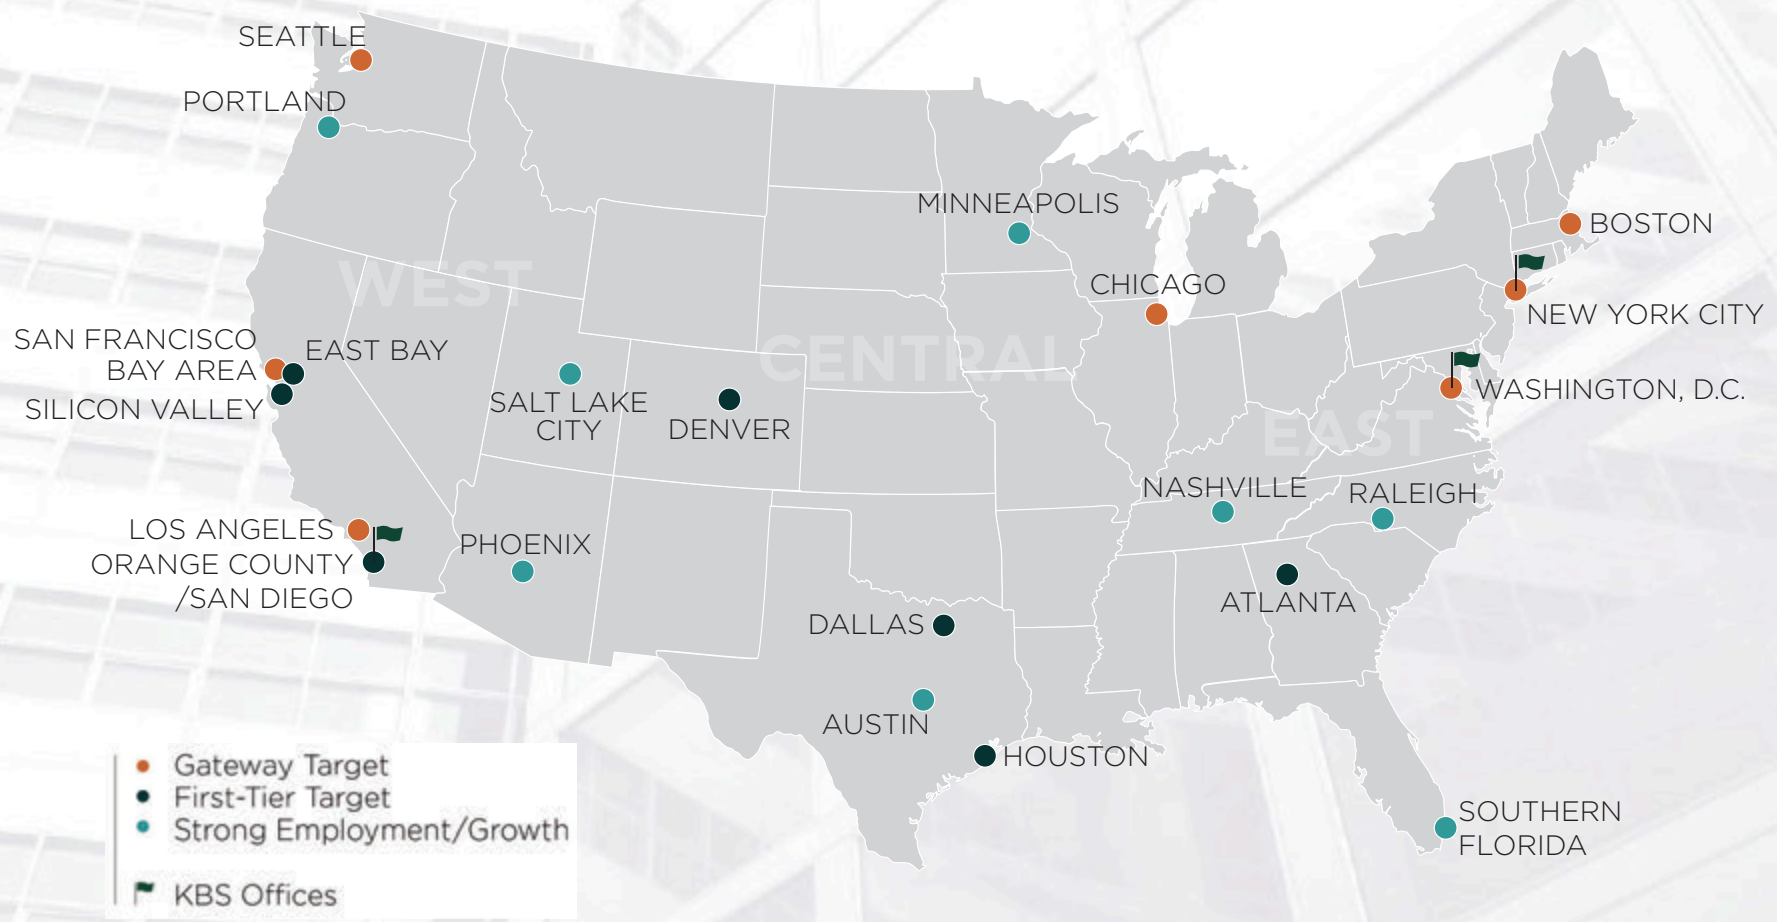 SEATTLE
PORTLAND
MINNEAPOLIS
BOSTON
WEST
CHICAGO
NEW YORK CITY
SAN FRANCISCO
BAY AREA
EAST BAY
SILICON VALLEY
CENTRAL
SALT LAKE
CITY
DENVER
WASHINGTON, D.C.
EAST
NASHVILLE
RALEIGH
LOS ANGELES
ORANGE COUNTY
/SAN DIEGO
PHOENIX
ATLANTA
DALLAS
AUSTIN
HOUSTON
SOUTHERN
FLORIDA
Gateway Target
First-Tier Target
Strong Employment/Growth
KBS Offices